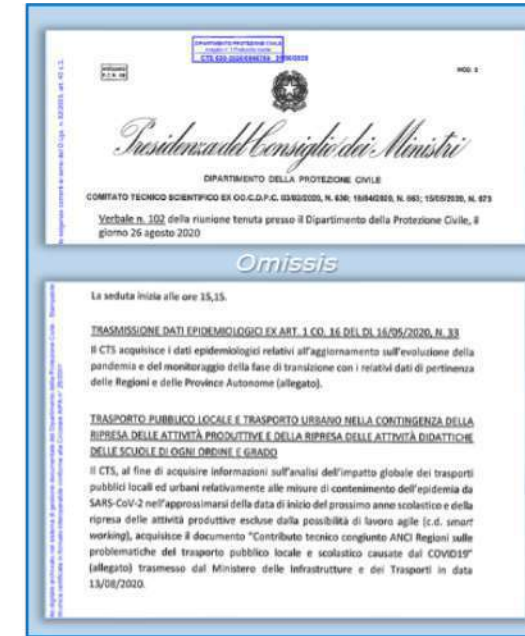 DIPARTIMENTO PROTEZIONE CIVILE
MOD. 3
Presidenza del Consiglio dei Ministri
DIPARTIMENTO DELLA PROTEZIONE CIVILE
COMITATO TECNICO SCIENTIFICO EX OO.C.D.P.C. 03/02/2020, N. 630; 18/04/2020, N. 663; 15/05/2020, N. 673
Verbale n. 102 della riunione tenuta presso il Dipartimento della Protezione Civile, il
giorno 26 agosto 2020
Omissis
La seduta inizia alle ore 15,15.
TRASMISSIONE DATI EPIDEMIOLOGICI EX ART. 1 CO. 16 DEL DL 16/05/2020, N. 33
Il CTS acquisisce i dati epidemiologici relativi all'aggiornamento sull'evoluzione della
pandemia e del monitoraggio della fase di transizione con i relativi dati di pertinenza
delle Regioni e delle Province Autonome (allegato).
TRASPORTO PUBBLICO LOCALE E TRASPORTO URBANO NELLA CONTINGENZA DELLA
RIPRESA DELLE ATTIVITÀ PRODUTTIVE E DELLA RIPRESA DELLE ATTIVITÀ DIDATTICHE
DELLE SCUOLE DI OGNI ORDINE E GRADO
Il CTS, al fine di acquisire informazioni sull'analisi dell'impatto globale dei trasporti
pubblici locali ed urbani relativamente alle misure di contenimento dell'epidemia da
SARS-CoV-2 nell'approssimarsi della data di inizio del prossimo anno scolastico e della
ripresa delle attività produttive escluse dalla possibilità di lavoro agile (c.d. smart
working), acquisisce il documento "Contributo tecnico congiunto ANCI Regioni sulle
problematiche del trasporto pubblico locale e scolastico causate dal COVID19"
(allegato) trasmesso dal Ministero delle Infrastrutture e dei Trasporti in data
13/08/2020.